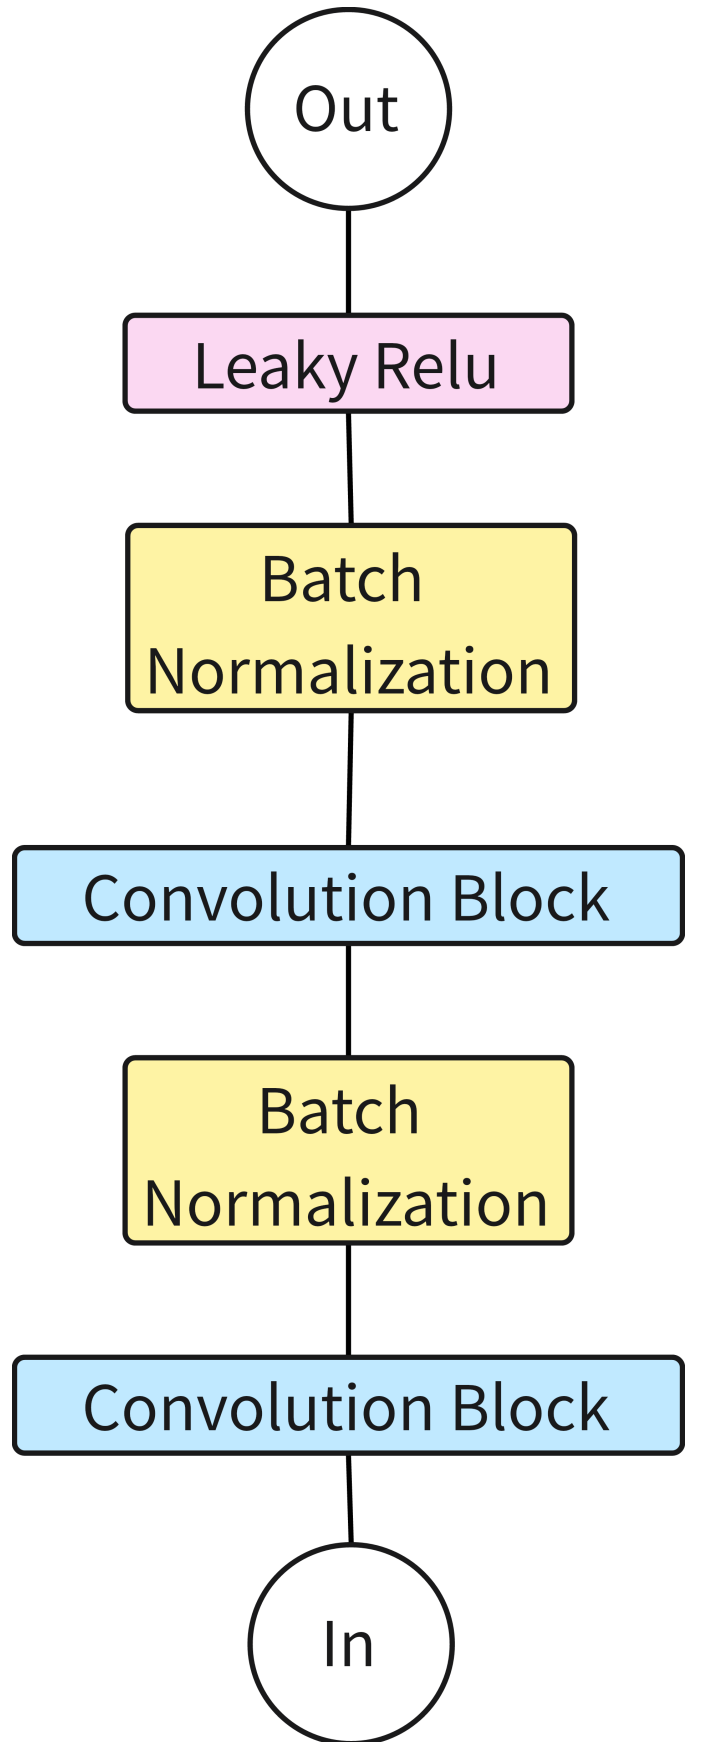 Out
Leaky Relu
Batch
Normalization
Convolution Block
Batch
Normalization
Convolution Block
In